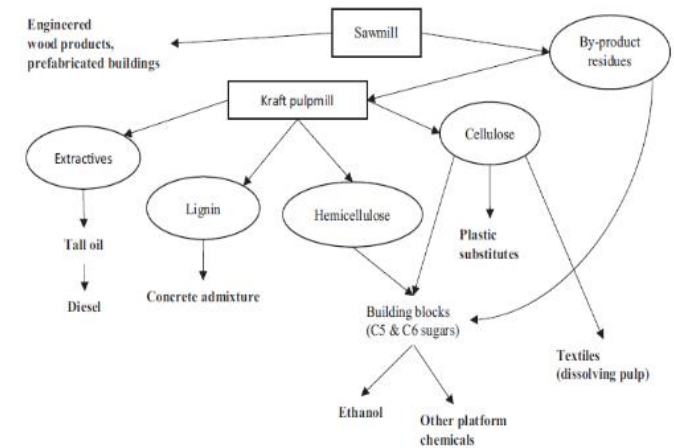 Engineered
wood products,
prefabricated buildings
Sawmill
By-product
residues
Kraft pulpmill
Cellulose
Extractives
Lignin
Hemicellulose
Tall oil
Plastic
substitutes
Diesel
Concrete admixture
Building blocks
(C5 & C6 sugars)
Textiles
(dissolving pulp)
Ethanol
Other platform
chemicals